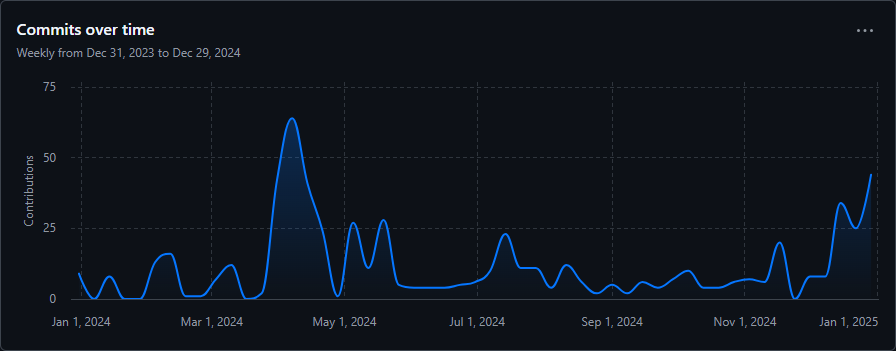 Commits over time
Weekly from Dec 31, 2023 to Dec 29, 2024
Contributions
75
50
25
0
Jan 1, 2024 Mar 1, 2024 May 1, 2024 Jul 1, 2024 Sep 1, 2024 Nov 1, 2024 Jan 1, 2025